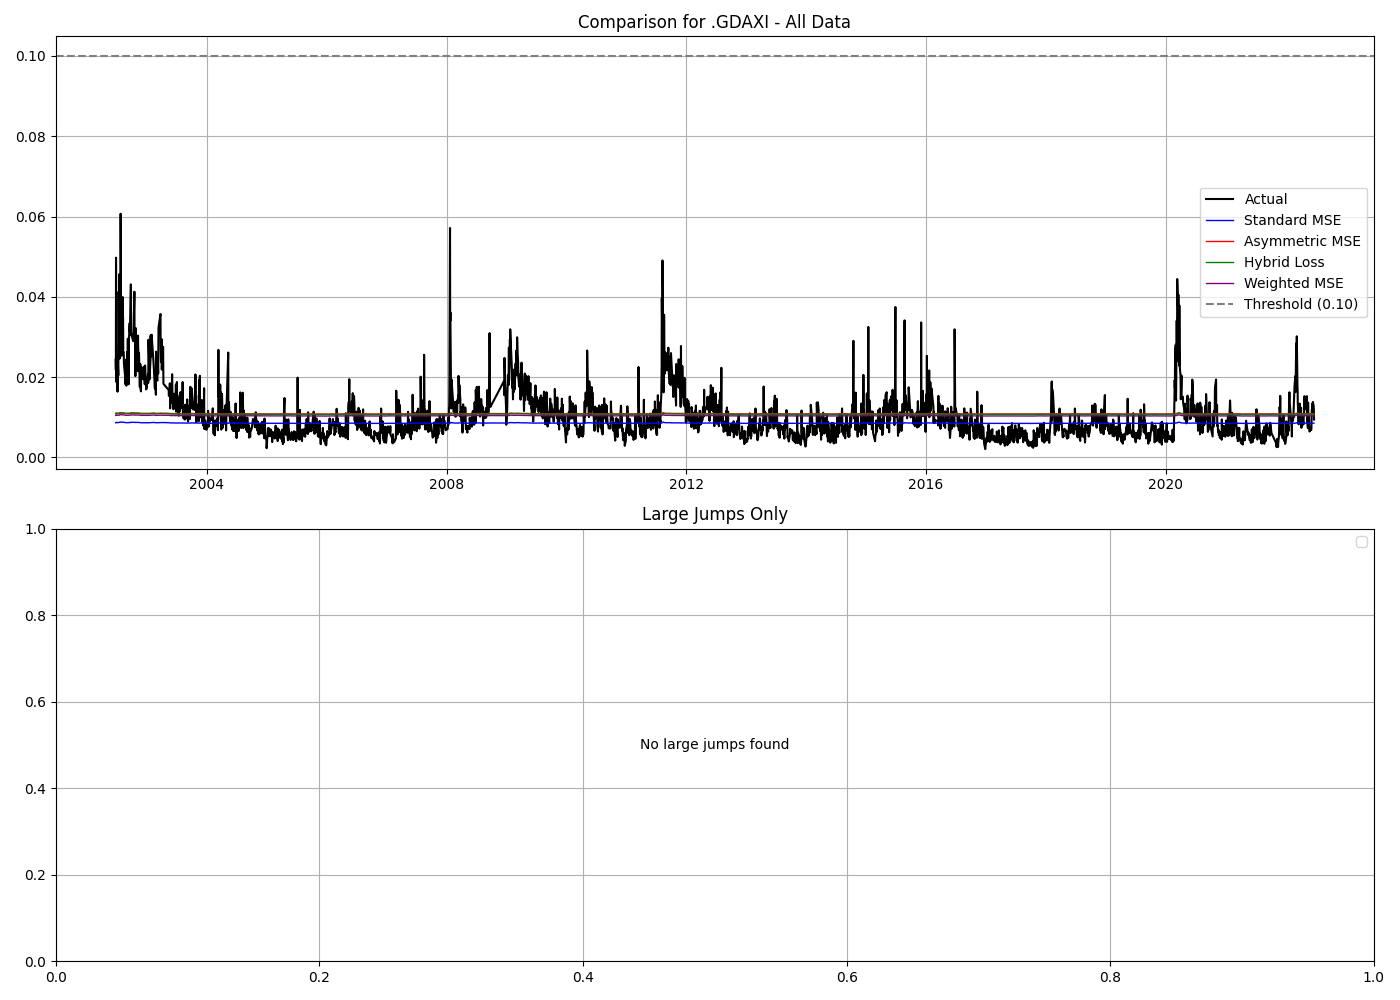 Comparison for .GDAXI - All Data
0.10
0.08
0.06
0.04
0.02
0.00
Actual
Standard MSE
Asymmetric MSE
Hybrid Loss
Weighted MSE
Threshold (0.10)
2004 2008 2012 2016 2020
Large Jumps Only
1.0
0.8
0.6
0.4
0.2
0.0
No large jumps found
0.0 0.2 0.4 0.6 0.8 1.0